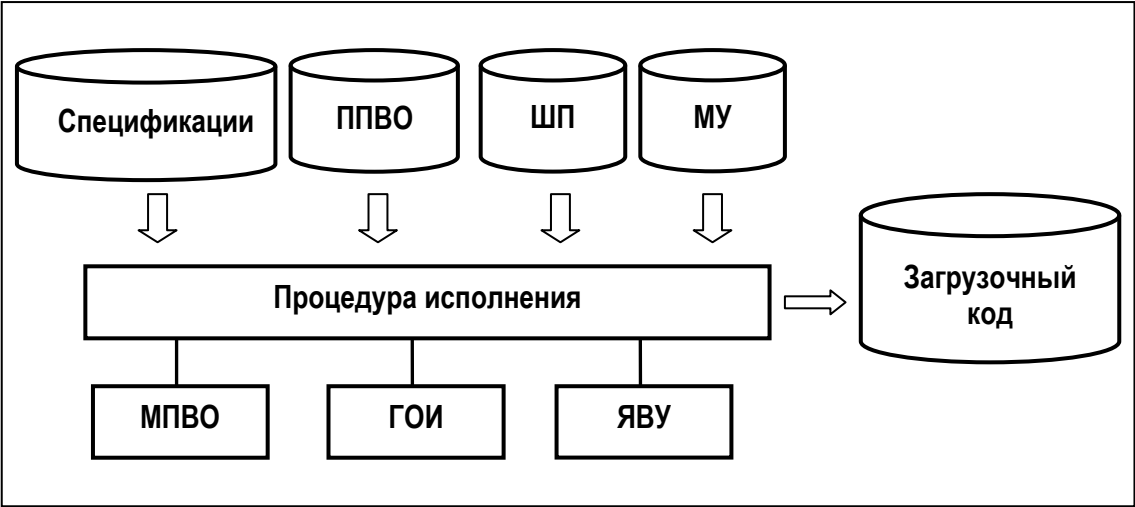 Спецификации
ППВО
ШП
МУ
Процедура исполнения
Загрузочный
код
МПВО
ГОИ
ЯВУ